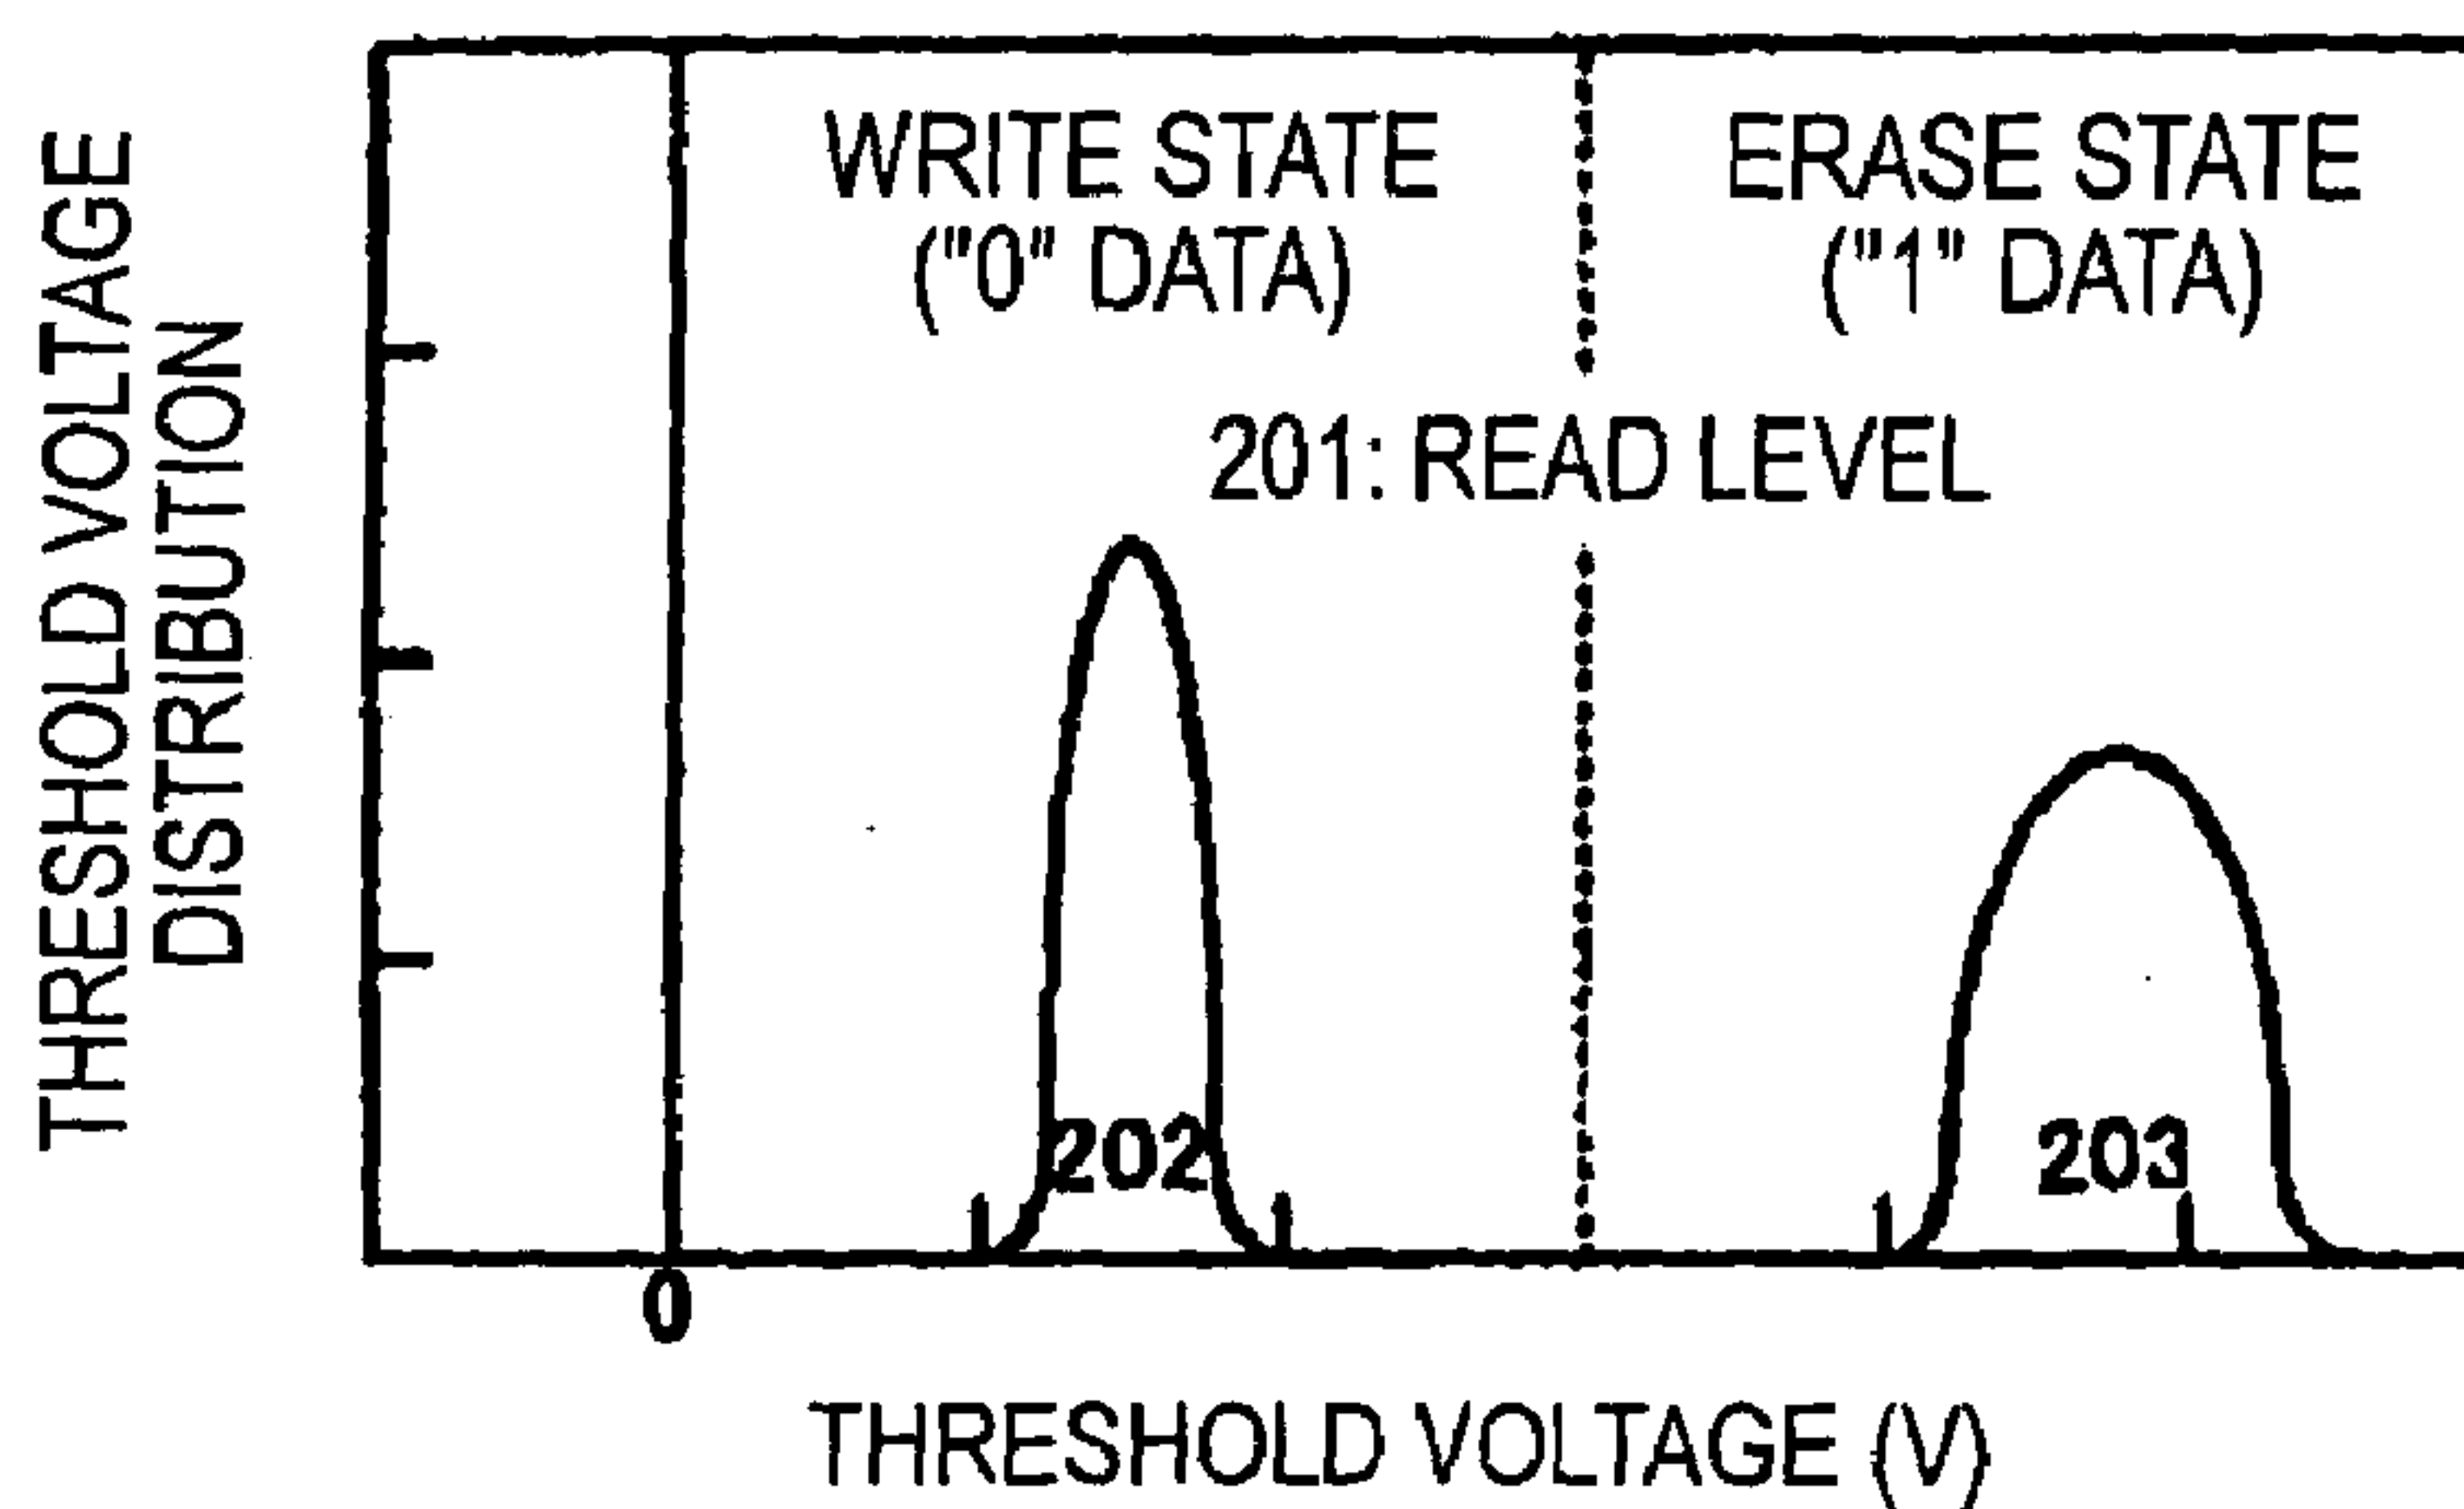 THRESHOLD VOLTAGE
DISTRIBUTION
WRITE STATE
("0" DATA)
ERASE STATE
("1" DATA)
201: READ LEVEL
202
203
0
THRESHOLD VOLTAGE (V)